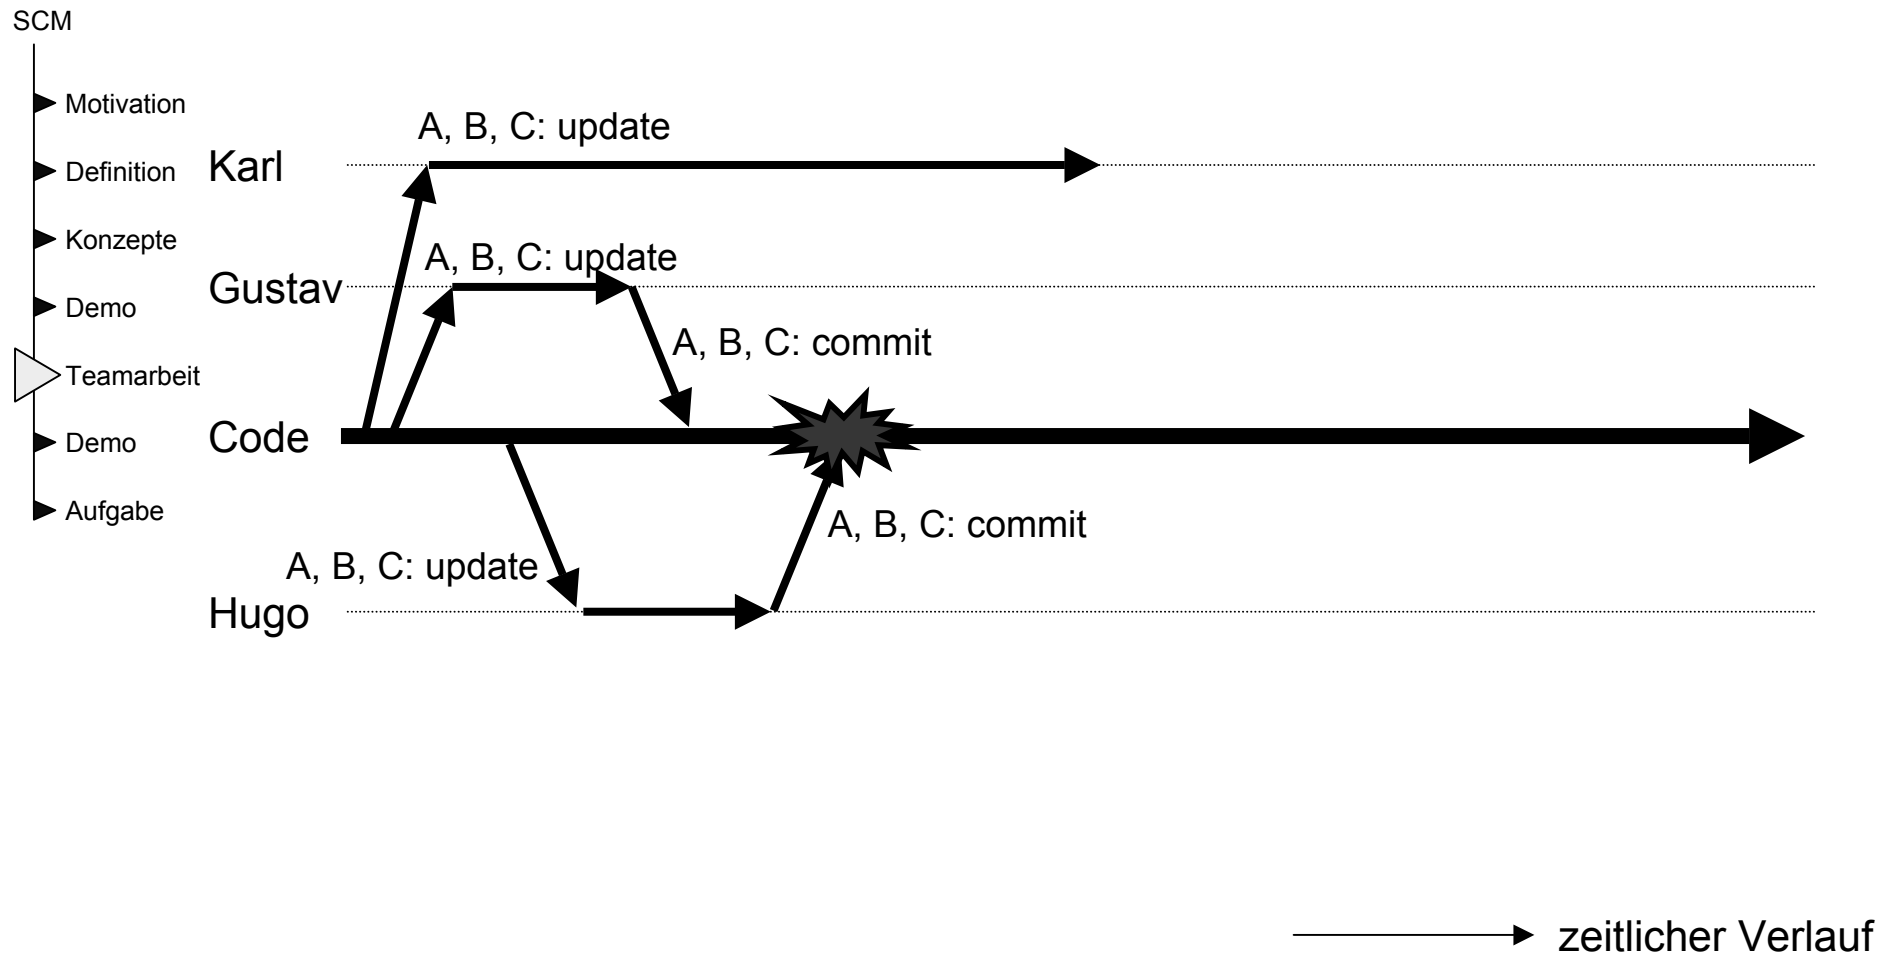 SCM
Motivation
Definition
Konzepte
Demo
Teamarbeit
Demo
Aufgabe
A, B, C: update
Karl
A, B, C: update
Gustav
A, B, C: commit
Code
A, B, C: commit
A, B, C: update
Hugo
zeitlicher Verlauf